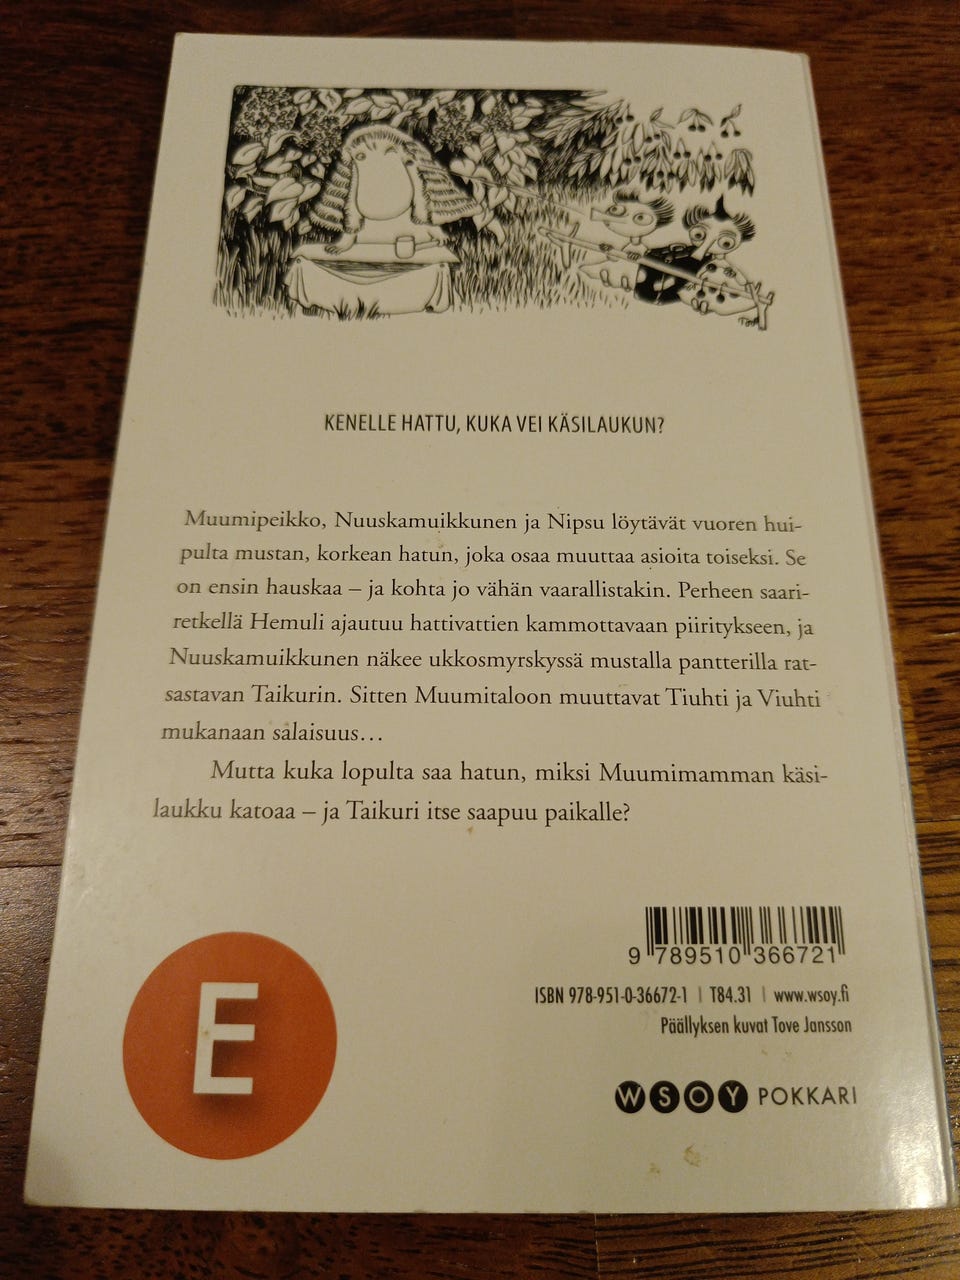 KENELLE HATTU, KUKA VEI KÄSILAUKUN?
Muumipeikko, Nuuskamuikkunen ja Nipsu löytävät vuoren hui-
pulta mustan, korkean hatun, joka osaa muuttaa asioita toiseksi. Se
on ensin hauskaa – ja kohta jo vähän vaarallistakin. Perheen saari-
retkellä Hemuli ajautuu hattivattien kammottavaan piiritykseen, ja
Nuuskamuikkunen näkee ukkosmyrskyssä mustalla pantterilla rat-
sastavan Taikurin. Sitten Muumitaloon muuttavat Tiuhti ja Viuhti
mukanaan salaisuus...
Mutta kuka lopulta saa hatun, miksi Muumimamman käsi-
laukku katoaa – ja Taikuri itse saapuu paikalle?
9 789510 366721
ISBN 978-951-0-36672-1 | T84.31 | www.wsoy.fi
Päällyksen kuvat Tove Jansson
WSOY POKKARI
E